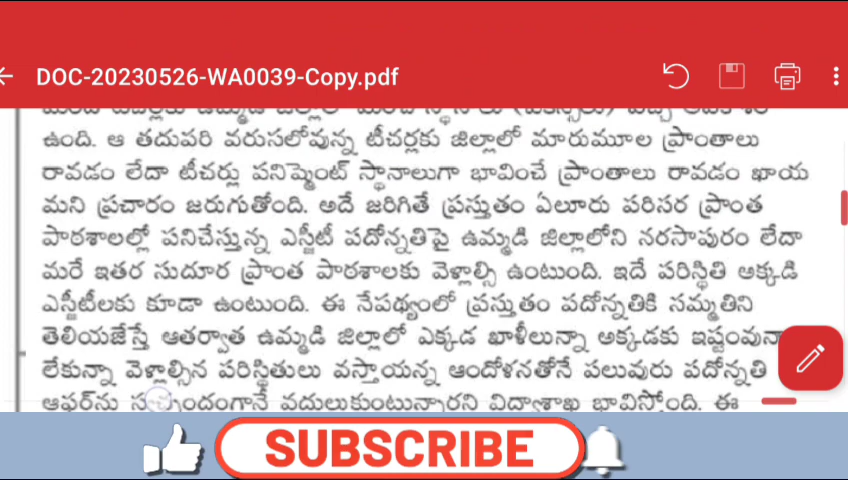 DOC-20230526-WA0039-Copy.pdf
ఉంది. ఆ తదుపరి వరుసలోవున్న టీచర్లకు జిల్లాలో మారుమూల ప్రాంతాలు
రావడం లేదా టీచర్లు పనిష్మెంట్ స్థానాలుగా భావించే ప్రాంతాలు రావడం ఖాయ
మని ప్రచారం జరుగుతోంది. అదే జరిగితే ప్రస్తుతం ఏలూరు పరిసర ప్రాంత
పాఠశాలల్లో పనిచేస్తున్న ఎస్జీటీ పదోన్నతిపై ఉమ్మడి జిల్లాలోని నరసాపురం లేదా
మరే ఇతర సుదూర ప్రాంత పాఠశాలకు వెళ్లాల్సి ఉంటుంది. ఇదే పరిస్థితి అక్కడి
ఎస్జీటీలకు కూడా ఉంటుంది. ఈ నేపథ్యంలో ప్రస్తుతం పదోన్నతికి సమ్మతిని
తెలియజేస్తే ఆతర్వాత ఉమ్మడి జిల్లాలో ఎక్కడ ఖాళీలున్నా అక్కడకు ఇష్టంవున్నా
లేకున్నా వెళ్లాల్సిన పరిస్థితులు వస్తాయన్న ఆందోళనతోనే పలువురు పదోన్నతి
ఆఫర్‌ను స్వచ్ఛందంగానే వదులుకుంటున్నారని విద్యాశాఖ భావిస్తోంది. ఈ
SUBSCRIBE